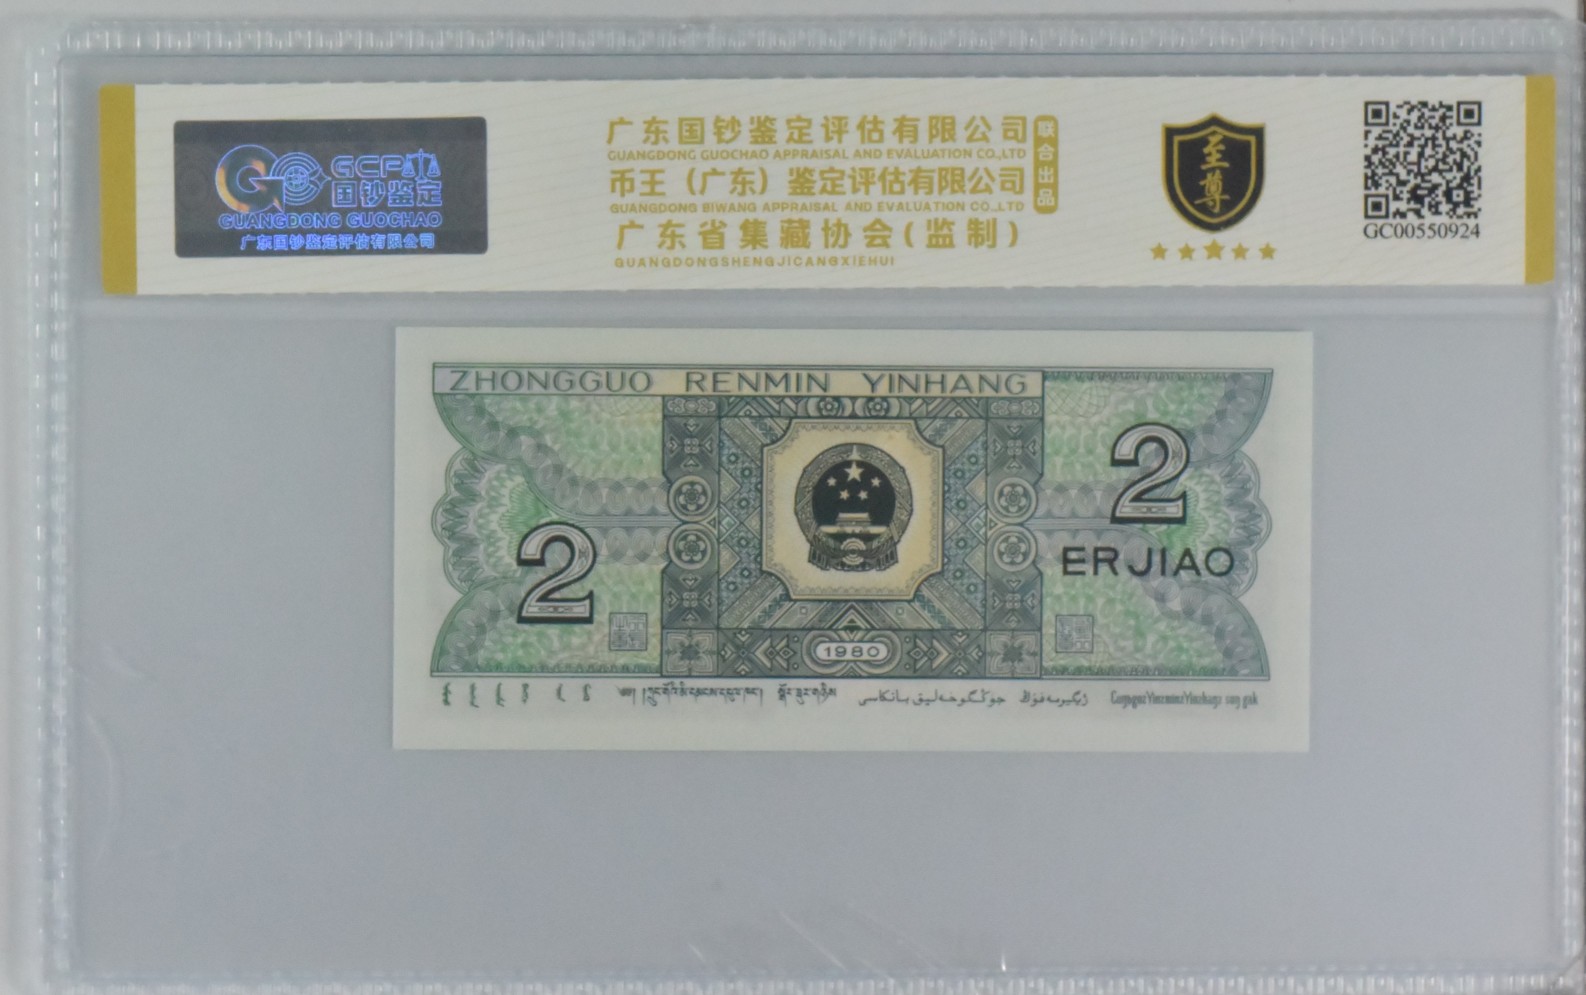 GCP
国钞鉴定
GUANGDONG GUOCHAO
广东国钞鉴定评估有限公司
广东国钞鉴定评估有限公司
GUANGDONG GUOCHAO APPRAISAL AND EVALUATION CO.,LTD
币王（广东）鉴定评估有限公司
GUANGDONG BIWANG APPRAISAL AND EVALUATION CO.,LTD
广东省集藏协会(监制)
GUANGDONGSHENGJICANGXIEHUI
联合出品
至尊
GC00550924
ZHONGGUO RENMIN YINHANG
2
ER JIAO
2
1980